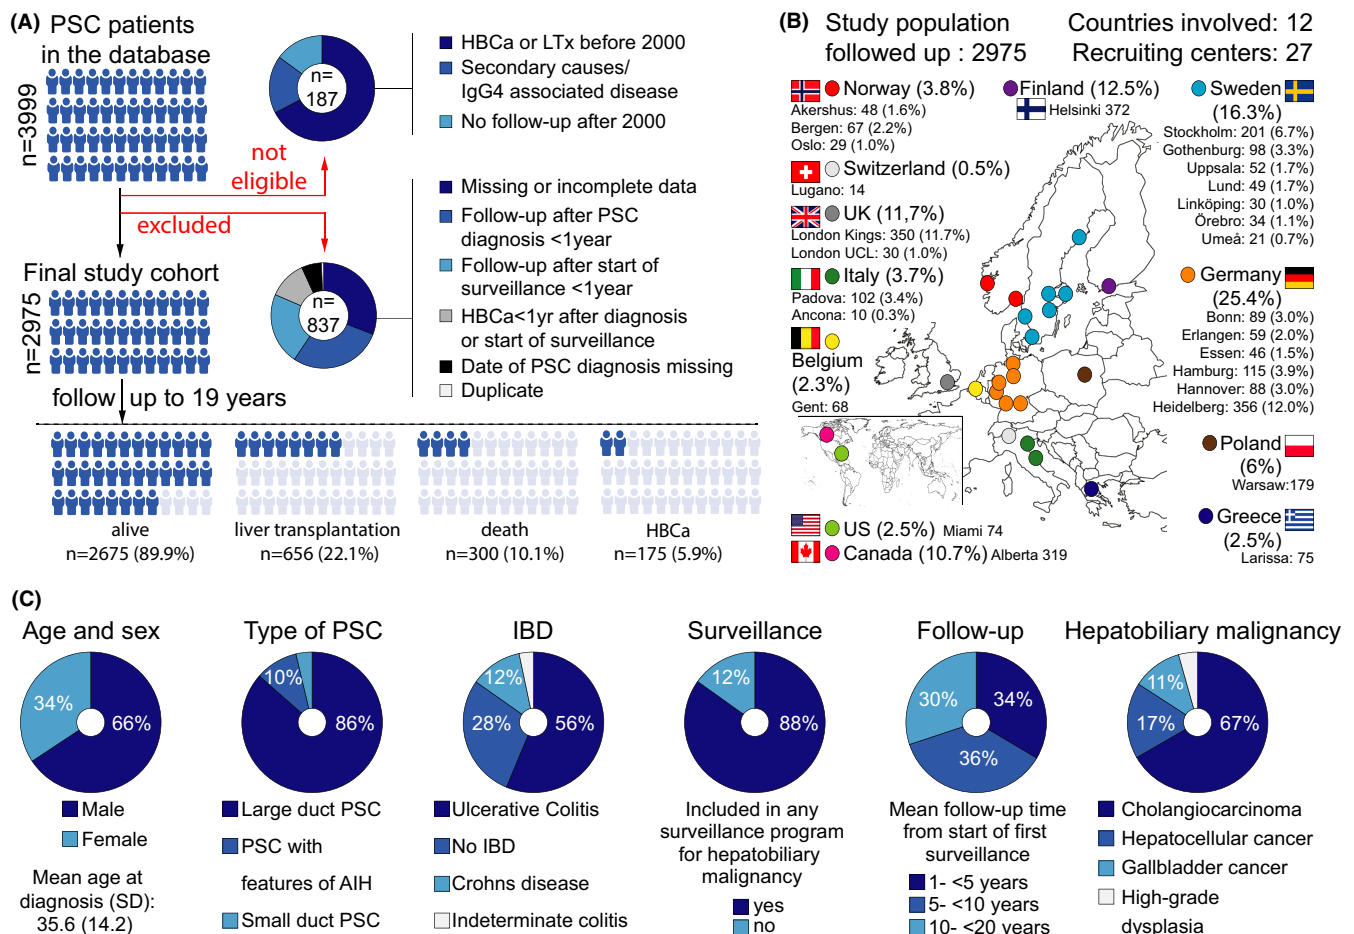 (A)
PSC patients
in the database
n=3999
n=
187
HBCa or LTx before 2000
Secondary causes/
IgG4 associated disease
No follow-up after 2000
not
eligible
excluded
Final study cohort
n=2975
n=
837
Missing or incomplete data
Follow-up after PSC
diagnosis <1year
Follow-up after start of
surveillance <1year
HBCa<1yr after diagnosis
or start of surveillance
Date of PSC diagnosis missing
Duplicate
follow up to 19 years
alive
n=2675 (89.9%)
liver transplantation
n=656 (22.1%)
death
n=300 (10.1%)
HBCa
n=175 (5.9%)
(B)
Study population
followed up : 2975
Countries involved: 12
Recruiting centers: 27
Norway (3.8%)
Akershus: 48 (1.6%)
Bergen: 67 (2.2%)
Oslo: 29 (1.0%)
Switzerland (0.5%)
Lugano: 14
UK (11,7%)
London Kings: 350 (11.7%)
London UCL: 30 (1.0%)
Italy (3.7%)
Padova: 102 (3.4%)
Ancona: 10 (0.3%)
Belgium
(2.3%)
Gent: 68
US (2.5%) Miami 74
Canada (10.7%) Alberta 319
Finland (12.5%)
Helsinki 372
Sweden
(16.3%)
Stockholm: 201 (6.7%)
Gothenburg: 98 (3.3%)
Uppsala: 52 (1.7%)
Lund: 49 (1.7%)
Linköping: 30 (1.0%)
Örebro: 34 (1.1%)
Umeå: 21 (0.7%)
Germany
(25.4%)
Bonn: 89 (3.0%)
Erlangen: 59 (2.0%)
Essen: 46 (1.5%)
Hamburg: 115 (3.9%)
Hannover: 88 (3.0%)
Heidelberg: 356 (12.0%)
Poland
(6%)
Warsaw:179
Greece
(2.5%)
Larissa: 75
(C)
Age and sex
34%
66%
Male
Female
Mean age at
diagnosis (SD):
35.6 (14.2)
Type of PSC
10%
86%
Large duct PSC
PSC with
features of AIH
Small duct PSC
IBD
12%
28%
56%
Ulcerative Colitis
No IBD
Crohns disease
Indeterminate colitis
Surveillance
12%
88%
Included in any
surveillance program
for hepatobiliary
malignancy
yes
no
Follow-up
30%
34%
36%
Mean follow-up time
from start of first
surveillance
1- <5 years
5- <10 years
10- <20 years
Hepatobiliary malignancy
11%
17%
67%
Cholangiocarcinoma
Hepatocellular cancer
Gallbladder cancer
High-grade
dysplasia